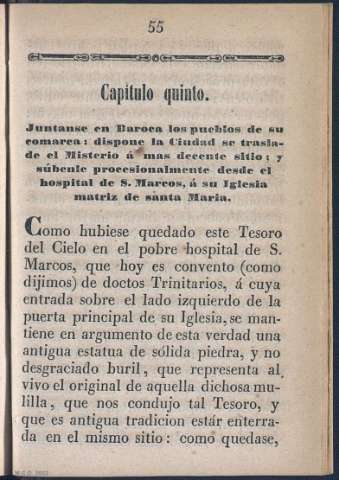 55
Capítulo quinto.
Juntanse en Daroca los pueblos de su
comarca: dispone la Ciudad se trasla-
de el Misterio á mas decente sitio; y
súbenle procesionalmente desde el
hospital de S. Marcos, á su Iglesia
matriz de santa Maria.
Como hubiese quedado este Tesoro
del Cielo en el pobre hospital de S.
Marcos, que hoy es convento (como
dijimos) de doctos Trinitarios, á cuya
entrada sobre el lado izquierdo de la
puerta principal de su Iglesia, se man-
tiene en argumento de esta verdad una
antigua estatua de sólida piedra, y no
desgraciado buril, que representa al
vivo el original de aquella dichosa mu-
lilla, que nos condujo tal Tesoro, y
que es antigua tradicion estár enterra-
da en el mismo sitio: como quedase,